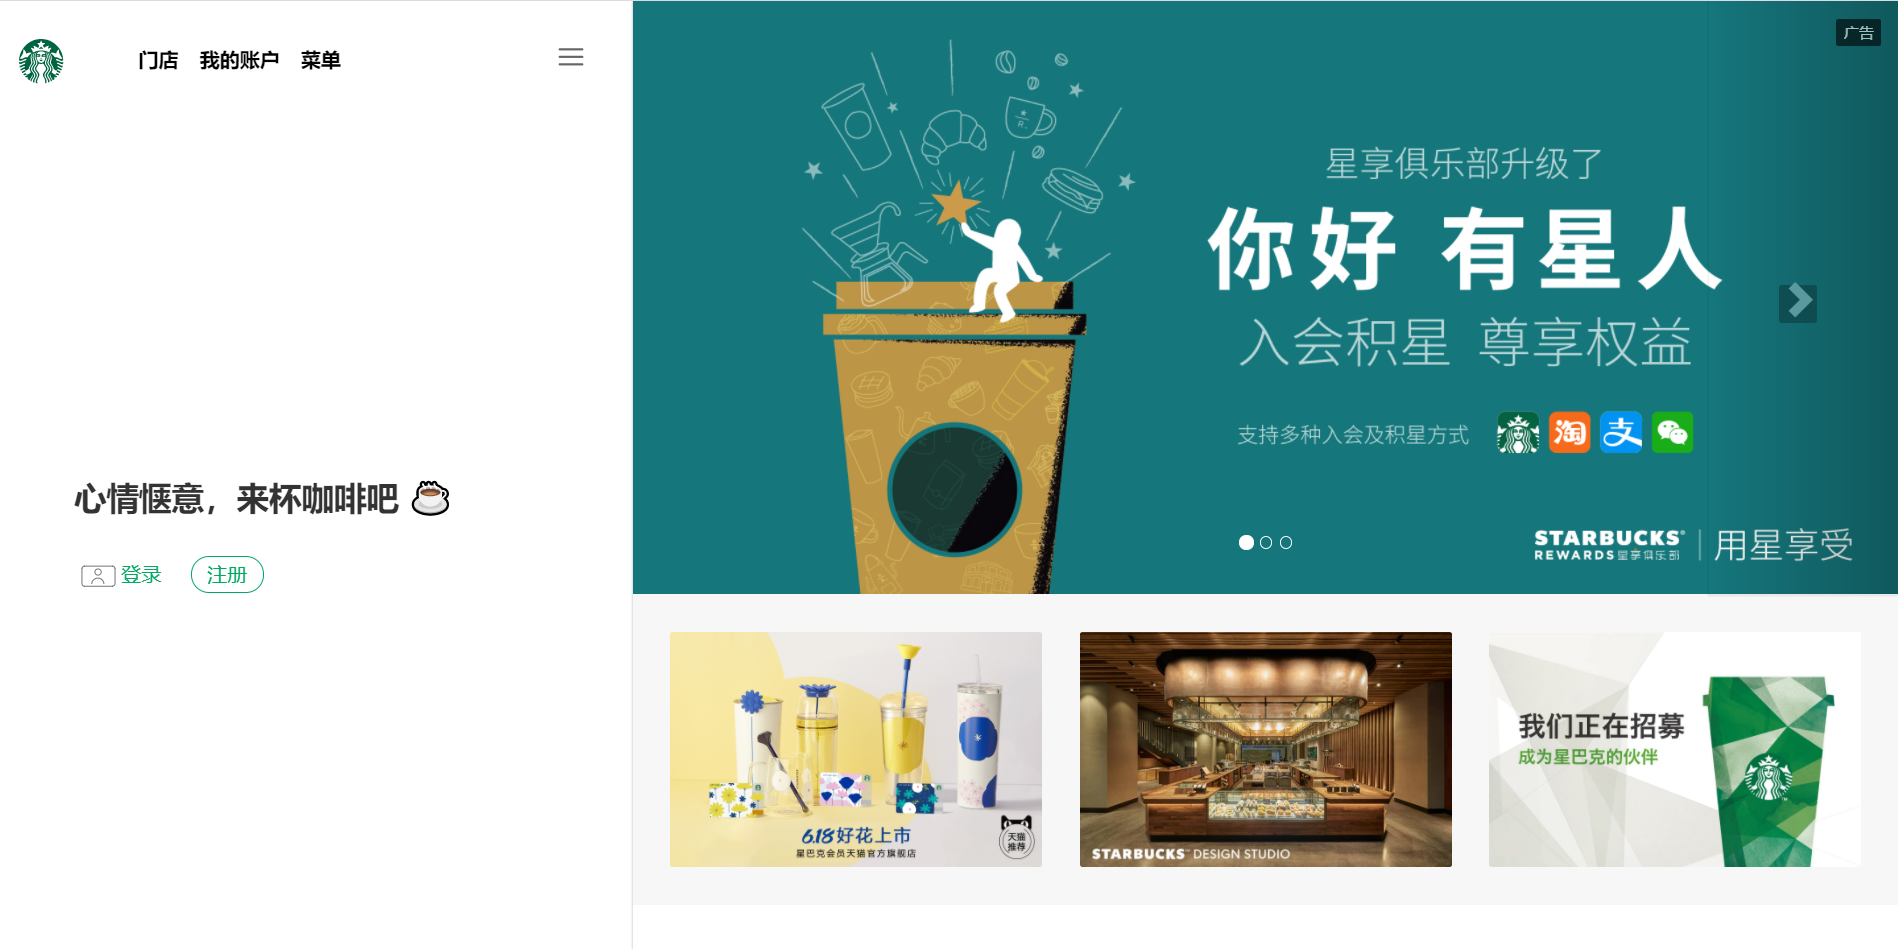 门店 我的账户 菜单
心情惬意，来杯咖啡吧
登录 注册
广告
星享俱乐部升级了
你好 有星人
入会积星 尊享权益
支持多种入会及积星方式
淘 支
R
STARBUCKS® 用星享受
REWARDS 星享俱乐部
6.18 好花上市
星巴克会员天猫官方旗舰店
天猫
推荐
STARBUCKS™ DESIGN STUDIO
我们正在招募
成为星巴克的伙伴